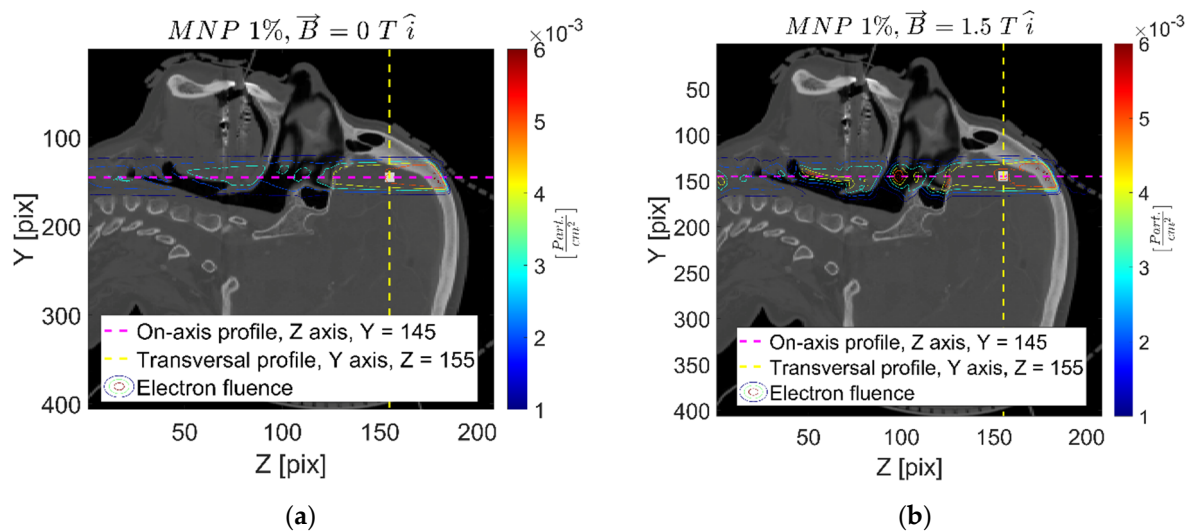 MNP 1%, B⃗ = 0 T î
×10⁻³
6
5
4
3
2
1
[Part./cm²]
100
200
300
400
Y [pix]
50
100
150
200
Z [pix]
On-axis profile, Z axis, Y = 145
Transversal profile, Y axis, Z = 155
Electron fluence
(a)
MNP 1%, B⃗ = 1.5 T î
×10⁻³
6
5
4
3
2
1
[Part./cm²]
50
100
150
200
250
300
350
400
Y [pix]
50
100
150
200
Z [pix]
On-axis profile, Z axis, Y = 145
Transversal profile, Y axis, Z = 155
Electron fluence
(b)